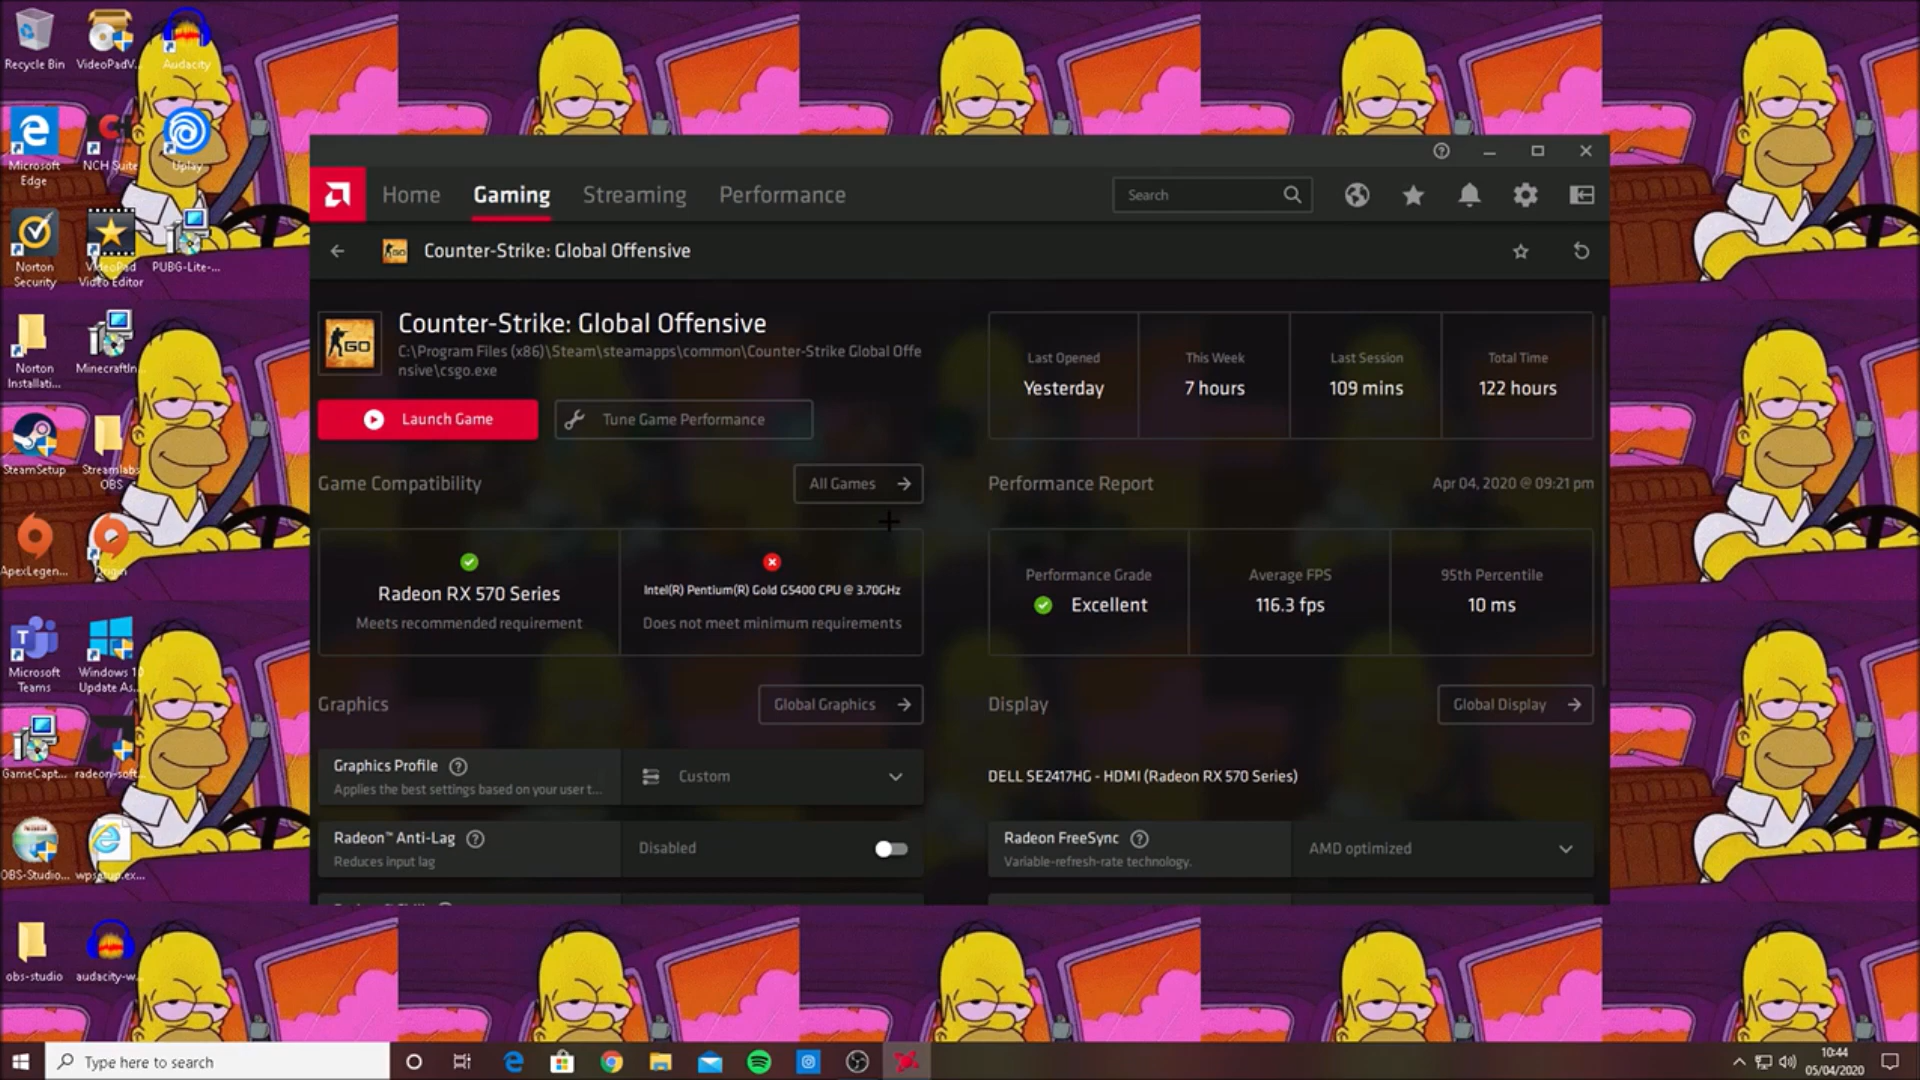 Recycle Bin
VideoPadV...
Audacity
Microsoft
Edge
NCH Suite
Uplay
Norton
Security
VideoPad
Video Editor
PUBG-Lite-...
Norton
Installati...
MinecraftIn...
SteamSetup
Streamlabs
OBS
ApexLegen...
Origin
Microsoft
Teams
Windows 10
Update As...
GameCapt...
radeon-soft...
OBS-Studio...
wpsetup.ex...
obs-studio
audacity-w...
Home
Gaming
Streaming
Performance
Search
Counter-Strike: Global Offensive
Counter-Strike: Global Offensive
C:\Program Files (x86)\Steam\steamapps\common\Counter-Strike Global Offe
nsive\csgo.exe
GO
Launch Game
Tune Game Performance
Last Opened
Yesterday
This Week
7 hours
Last Session
109 mins
Total Time
122 hours
Game Compatibility
All Games
Performance Report
Apr 04, 2020 @ 09:21 pm
Radeon RX 570 Series
Meets recommended requirement
Intel(R) Pentium(R) Gold G5400 CPU @ 3.70GHz
Does not meet minimum requirements
Performance Grade
Excellent
Average FPS
116.3 fps
95th Percentile
10 ms
Graphics
Global Graphics
Display
Global Display
Graphics Profile
Applies the best settings based on your user t...
Custom
DELL SE2417HG - HDMI (Radeon RX 570 Series)
Radeon™ Anti-Lag
Reduces input lag
Disabled
Radeon FreeSync
Variable-refresh-rate technology.
AMD optimized
Type here to search
10:44
05/04/2020